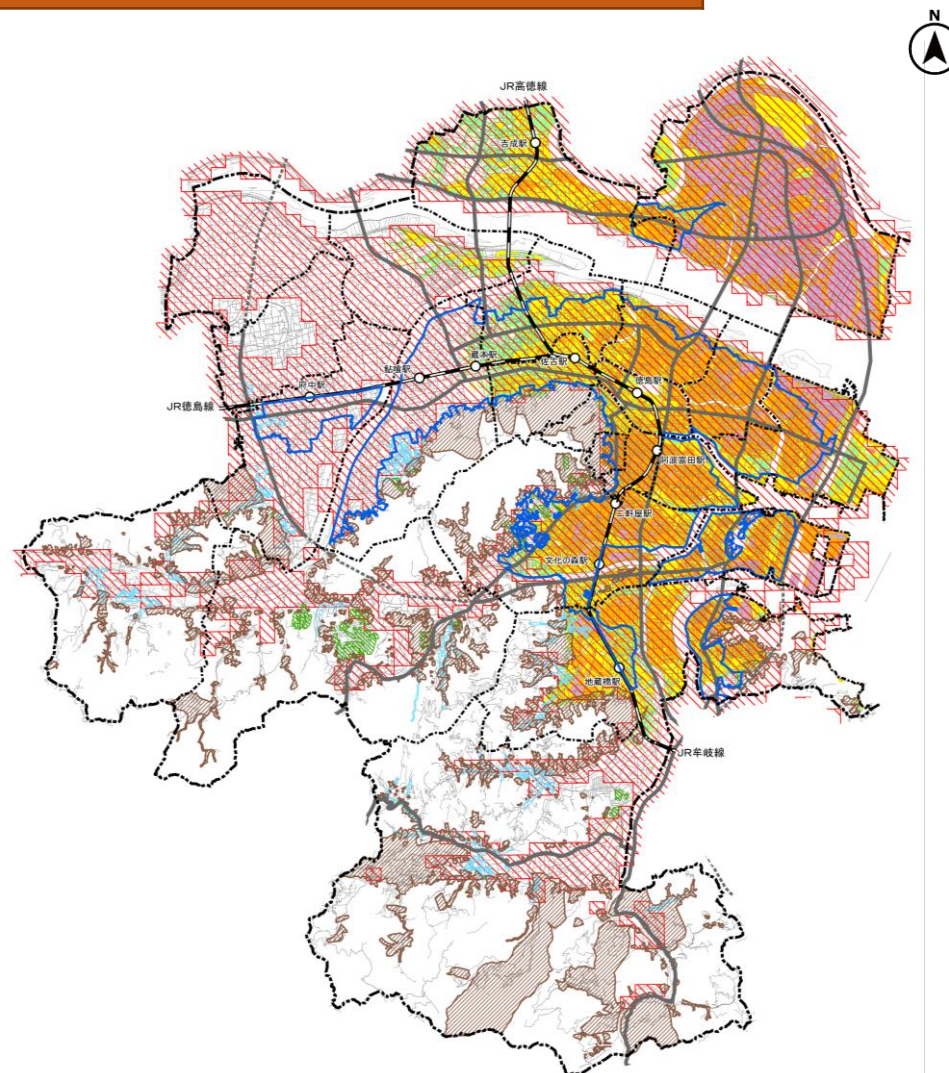 N
JR高徳線
吉成駅
蔵本駅
佐古駅
鮎喰駅
府中駅
徳島駅
JR徳島線
阿波富田駅
二軒屋駅
文化の森駅
地蔵橋駅
JR牟岐線